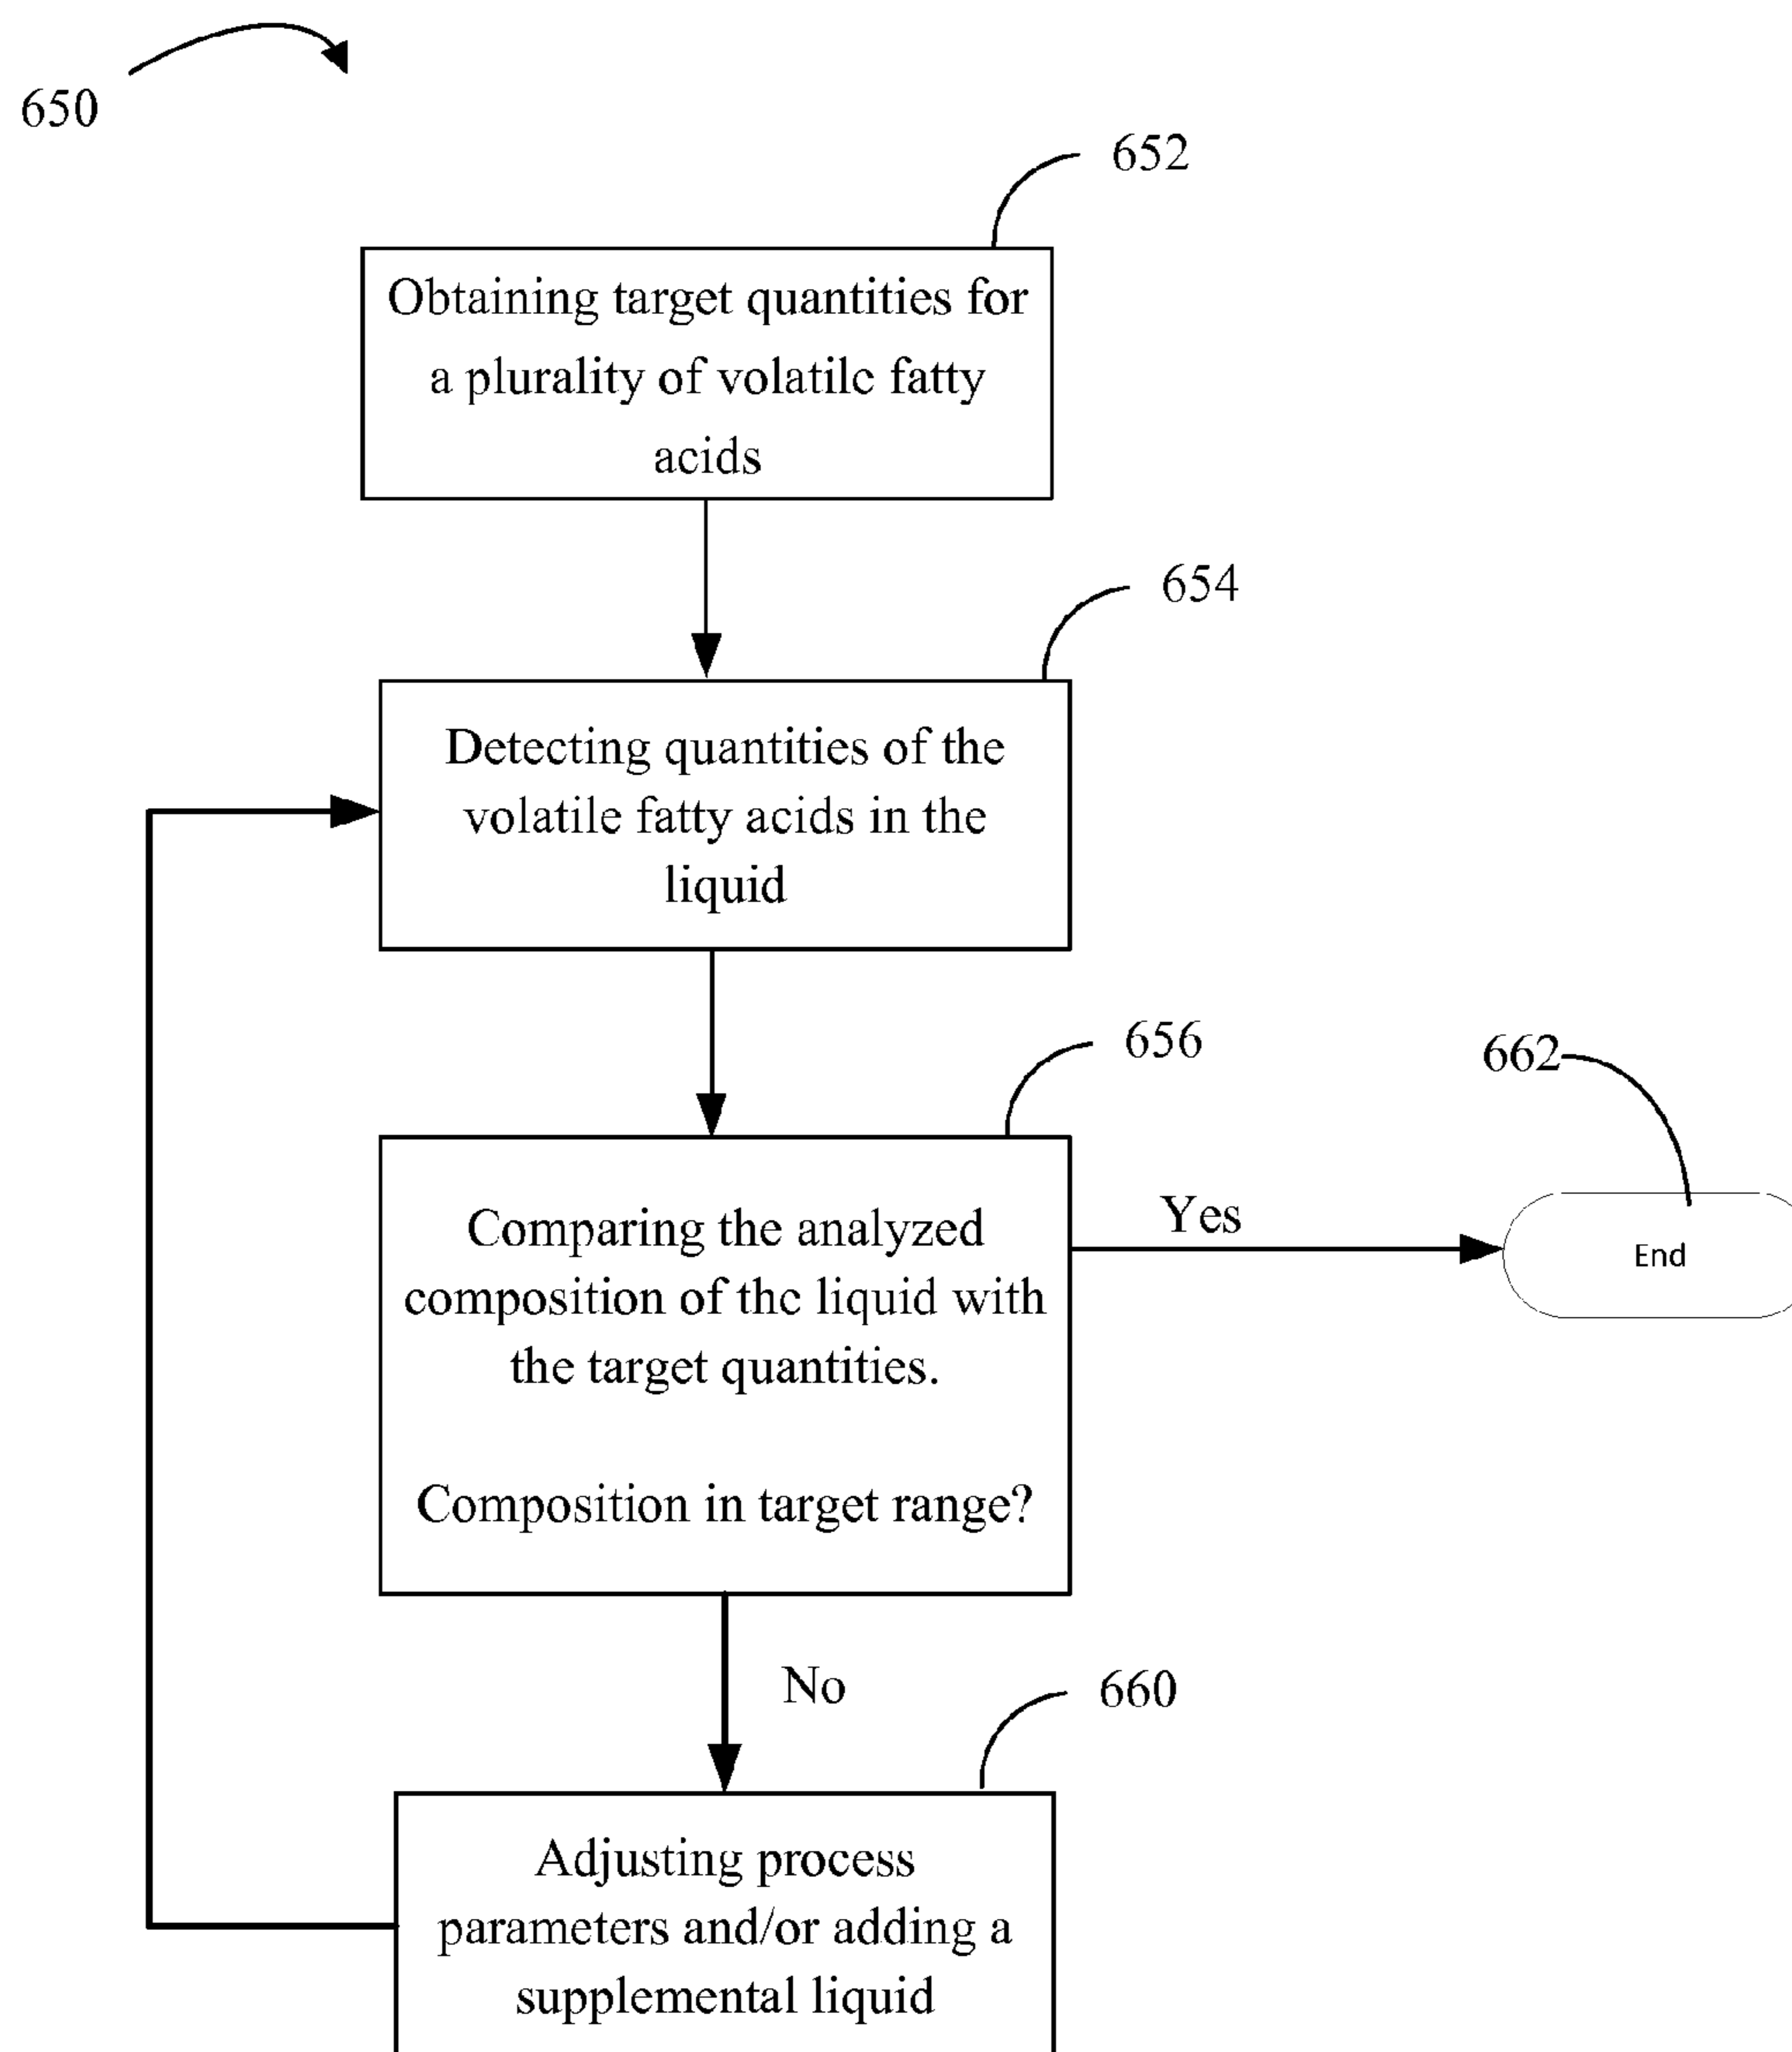 650
652
Obtaining target quantities for
a plurality of volatile fatty
acids
654
Detecting quantities of the
volatile fatty acids in the
liquid
656
662
Comparing the analyzed
composition of the liquid with
the target quantities.
Composition in target range?
Yes
End
No
660
Adjusting process
parameters and/or adding a
supplemental liquid